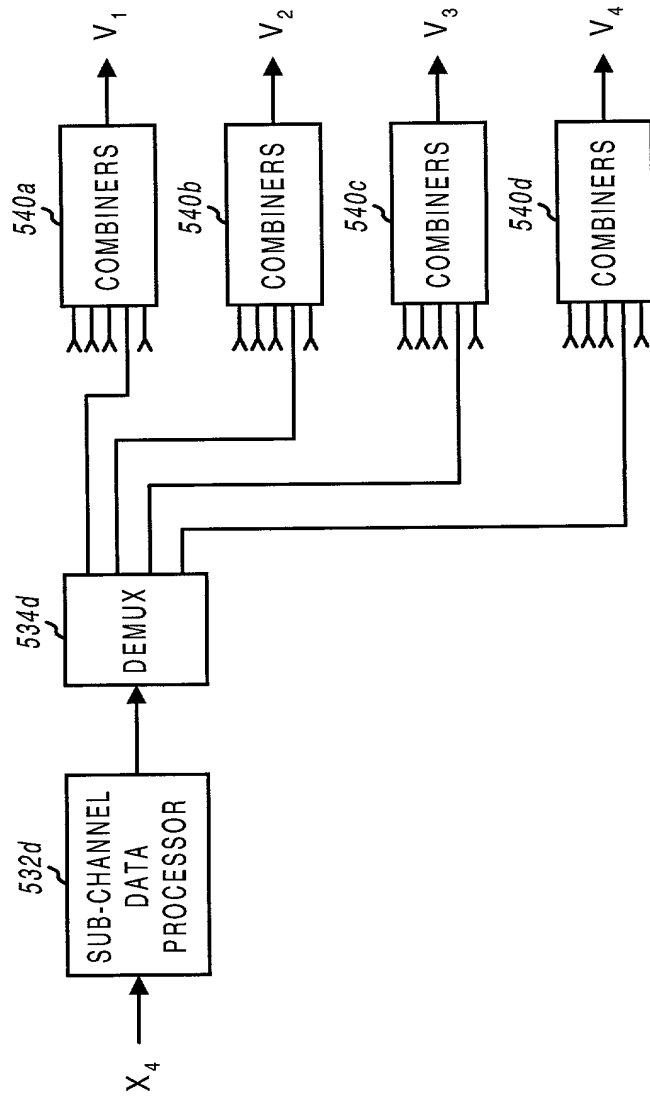 X4
532d
SUB-CHANNEL
DATA
PROCESSOR
534d
DEMUX
540a
COMBINERS
V1
540b
COMBINERS
V2
540c
COMBINERS
V3
540d
COMBINERS
V4